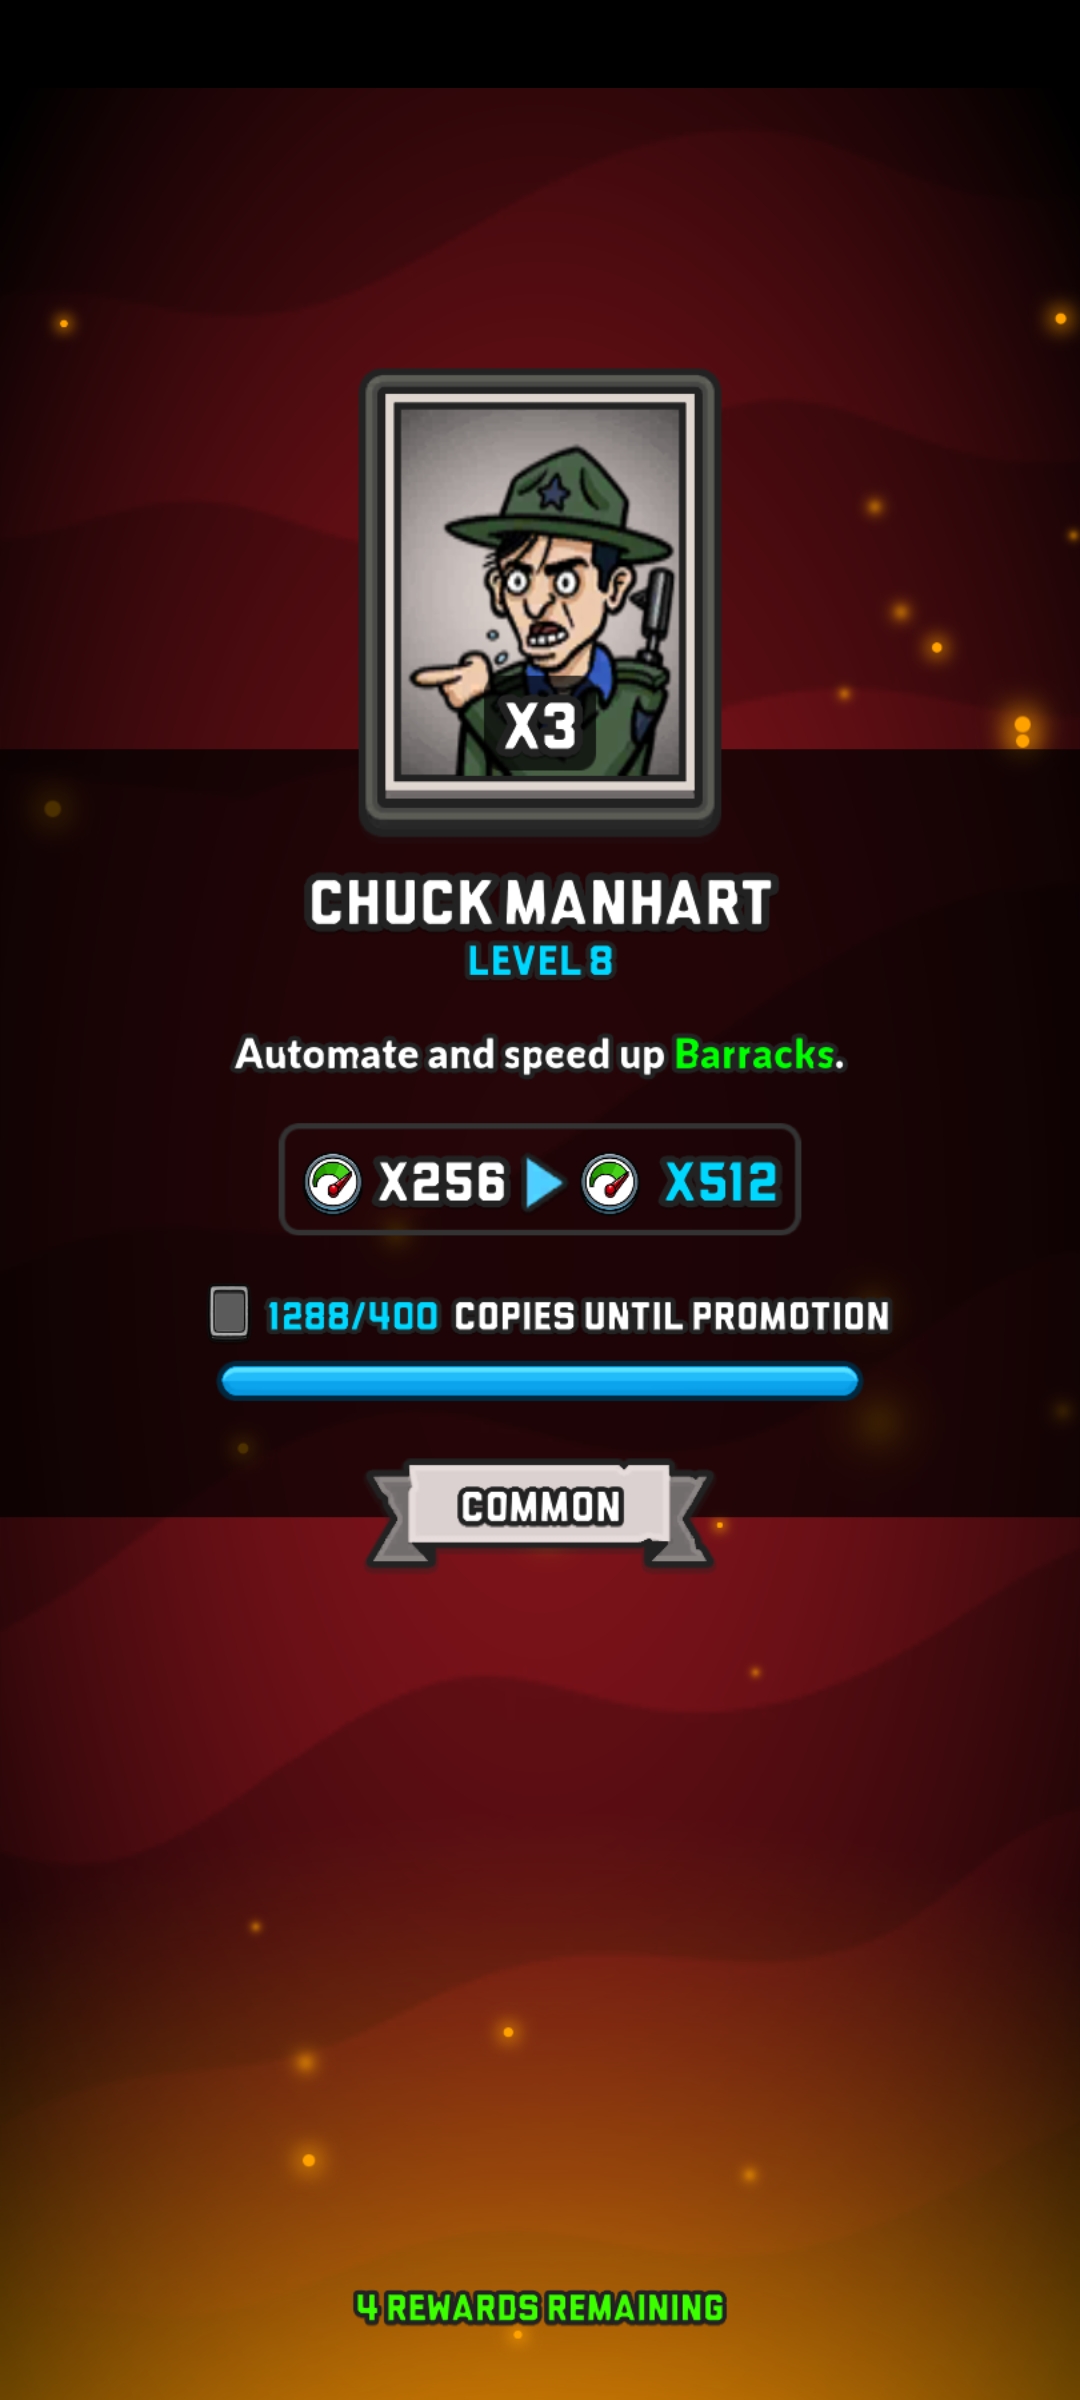 X3
CHUCK MANHART
LEVEL 8
Automate and speed up Barracks.
X256 X512
1288/400 COPIES UNTIL PROMOTION
COMMON
4 REWARDS REMAINING